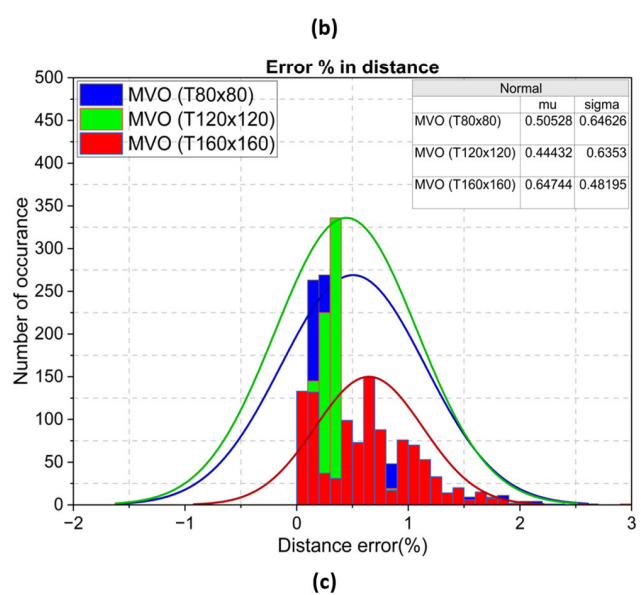 (b)
Error % in distance
500
450
400
350
300
250
200
150
100
50
0
Number of occurance
MVO (T80x80)
MVO (T120x120)
MVO (T160x160)
Normal
mu sigma
MVO (T80x80) 0.50528 0.64626
MVO (T120x120) 0.44432 0.6353
MVO (T160x160) 0.64744 0.48195
−2 −1 0 1 2 3
Distance error(%)
(c)